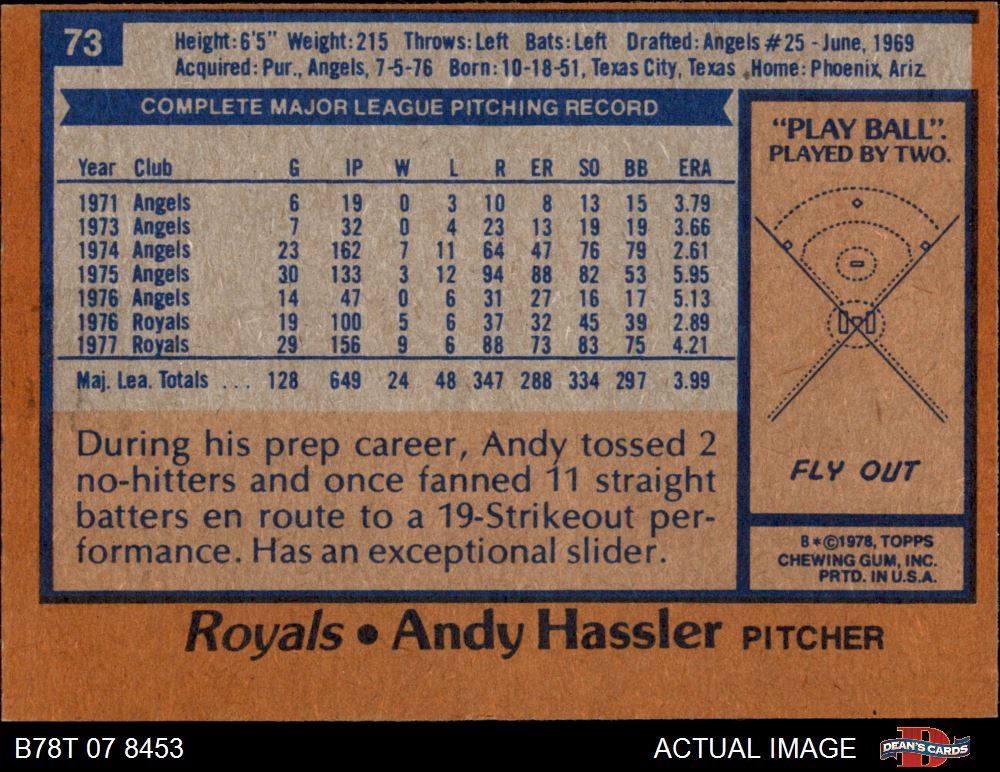 73
Height:6'5" Weight:215 Throws:Left Bats:Left Drafted:Angels #25 - June, 1969
Acquired:Pur., Angels, 7-5-76 Born:10-18-51, Texas City, Texas Home:Phoenix, Ariz.
COMPLETE MAJOR LEAGUE PITCHING RECORD
Year Club G IP W L R ER SO BB ERA
1971 Angels 6 19 0 3 10 8 13 15 3.79
1973 Angels 7 32 0 4 23 13 19 19 3.66
1974 Angels 23 162 7 11 64 47 76 79 2.61
1975 Angels 30 133 3 12 94 88 82 53 5.95
1976 Angels 14 47 0 6 31 27 16 17 5.13
1976 Royals 19 100 5 6 37 32 45 39 2.89
1977 Royals 29 156 9 6 88 73 83 75 4.21
Maj. Lea. Totals ... 128 649 24 48 347 288 334 297 3.99
During his prep career, Andy tossed 2
no-hitters and once fanned 11 straight
batters en route to a 19-Strikeout per-
formance. Has an exceptional slider.
"PLAY BALL".
PLAYED BY TWO.
FLY OUT
B*©1978, TOPPS
CHEWING GUM, INC.
PRTD. IN U.S.A.
Royals • Andy Hassler PITCHER
B78T 07 8453
ACTUAL IMAGE
D
DEAN'S CARDS